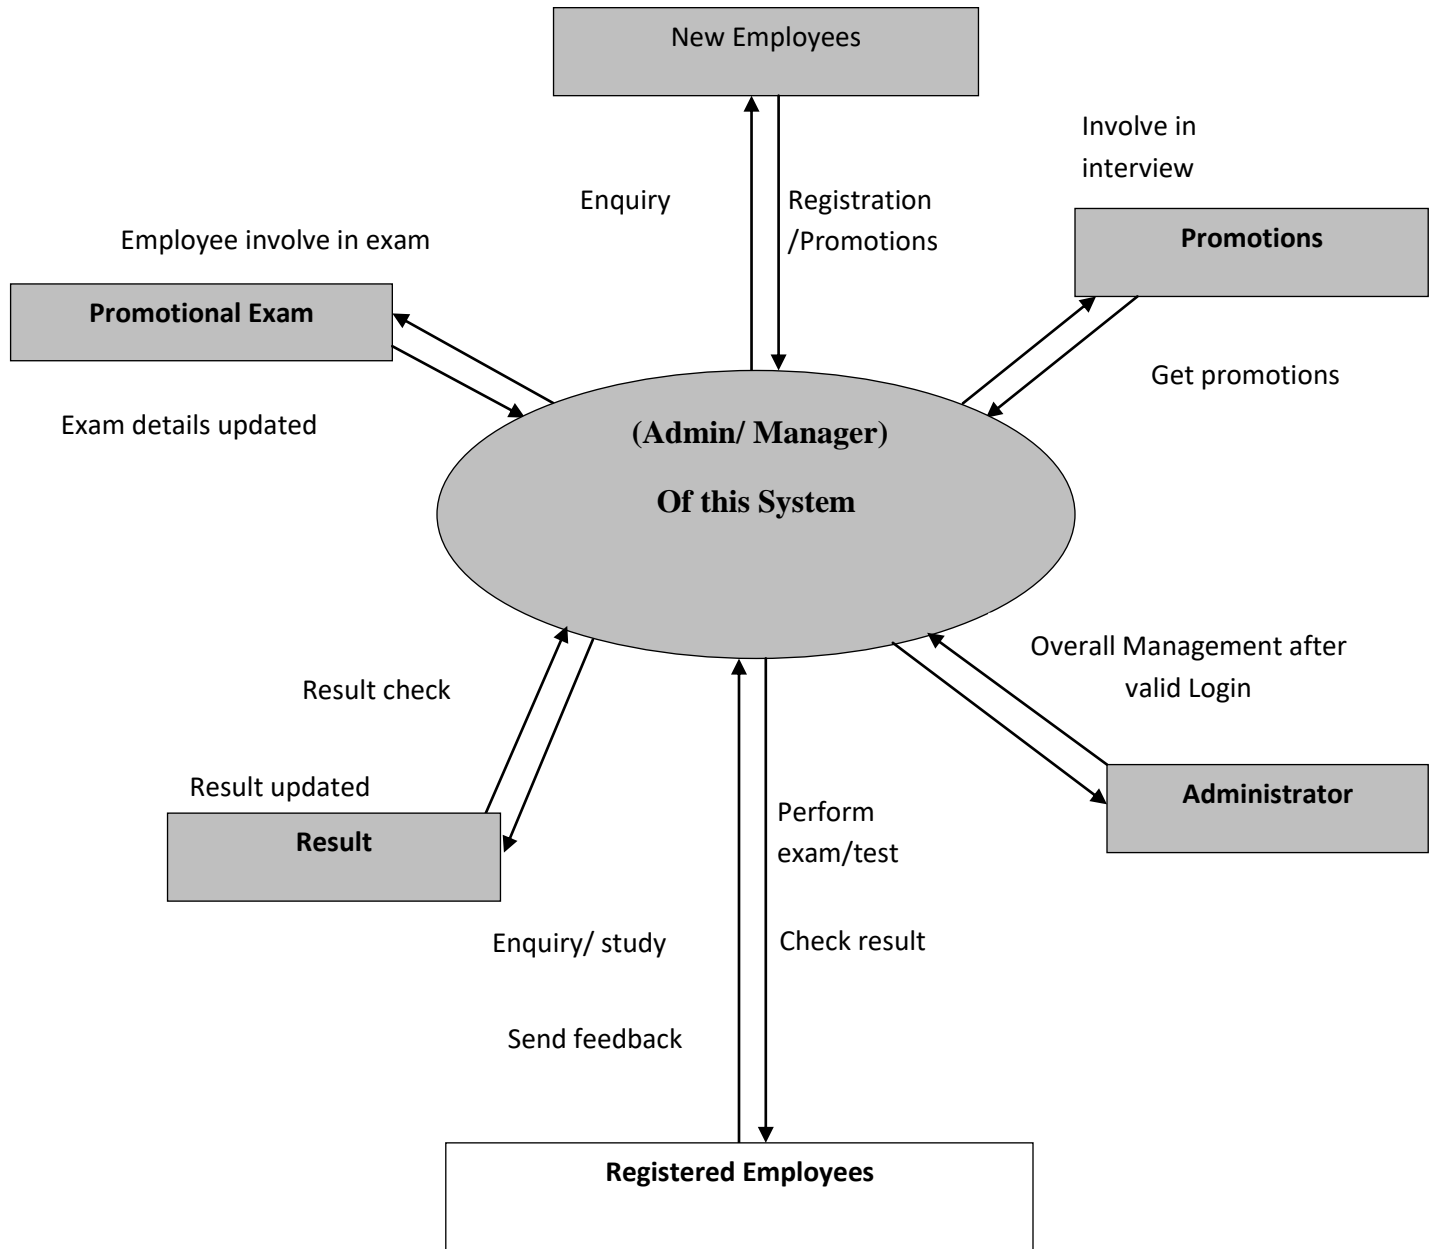 New Employees
Involve in
interview
Enquiry
Registration
/Promotions
Employee involve in exam
Promotions
Promotional Exam
Get promotions
Exam details updated
(Admin/ Manager)
Of this System
Overall Management after
valid Login
Result check
Result updated
Administrator
Result
Perform
exam/test
Enquiry/ study
Check result
Send feedback
Registered Employees